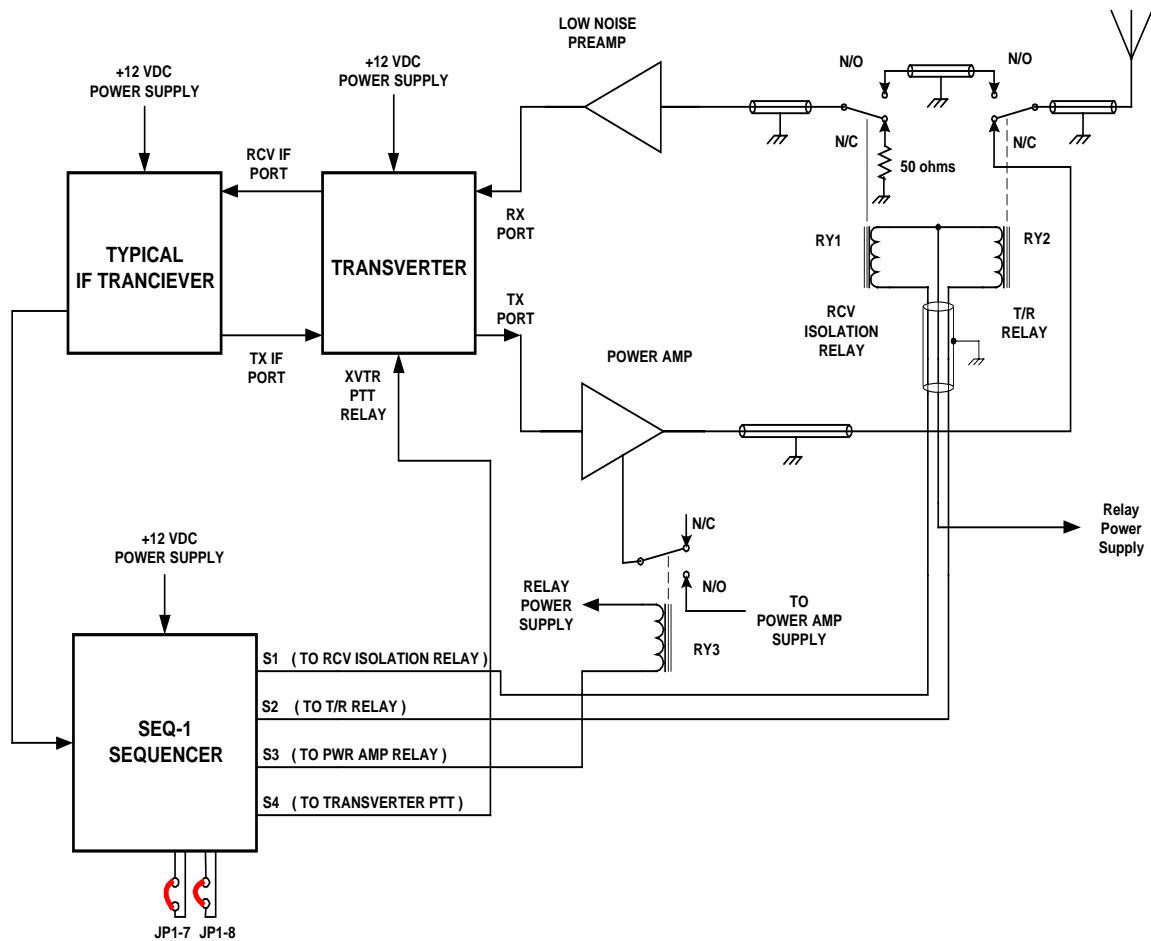 LOW NOISE
PREAMP
+12 VDC
POWER SUPPLY
+12 VDC
POWER SUPPLY
N/O
N/O
N/C
N/C
50 ohms
RCV IF
PORT
RX
PORT
TYPICAL
IF TRANCIEVER
TRANSVERTER
RY1
RY2
TX
PORT
RCV
ISOLATION
RELAY
T/R
RELAY
TX IF
PORT
XVTR
PTT
RELAY
POWER AMP
N/C
Relay
Power
Supply
+12 VDC
POWER SUPPLY
N/O
RELAY
POWER
SUPPLY
TO
POWER AMP
SUPPLY
RY3
S1 ( TO RCV ISOLATION RELAY )
S2 ( TO T/R RELAY )
SEQ-1
SEQUENCER
S3 ( TO PWR AMP RELAY )
S4 ( TO TRANSVERTER PTT )
JP1-7 JP1-8